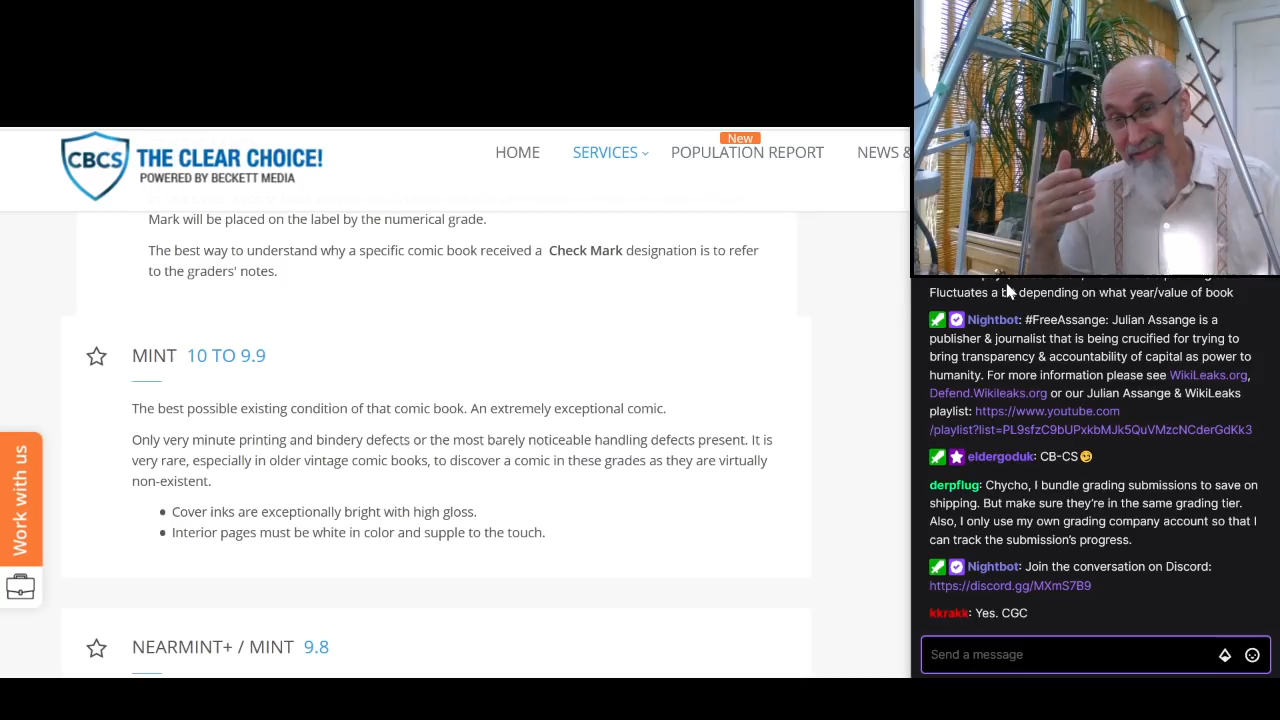 CBCS
THE CLEAR CHOICE!
POWERED BY BECKETT MEDIA
HOME
SERVICES
New
POPULATION REPORT
NEWS &
Mark will be placed on the label by the numerical grade.
The best way to understand why a specific comic book received a Check Mark designation is to refer
to the graders' notes.
MINT 10 TO 9.9
The best possible existing condition of that comic book. An extremely exceptional comic.
Only very minute printing and bindery defects or the most barely noticeable handling defects present. It is
very rare, especially in older vintage comic books, to discover a comic in these grades as they are virtually
non-existent.
Cover inks are exceptionally bright with high gloss.
Interior pages must be white in color and supple to the touch.
NEARMINT+ / MINT 9.8
Work with us
Fluctuates a depending on what year/value of book
Nightbot: #FreeAssange: Julian Assange is a
publisher & journalist that is being crucified for trying to
bring transparency & accountability of capital as power to
humanity. For more information please see WikiLeaks.org,
Defend.Wikileaks.org or our Julian Assange & WikiLeaks
playlist: https://www.youtube.com
/playlist?list=PL9sfzC9bUPxkbMJk5QuVMzcNCderGdKk3
eldergoduk: CB-CS
derpflug: Chycho, I bundle grading submissions to save on
shipping. But make sure they're in the same grading tier.
Also, I only use my own grading company account so that I
can track the submission's progress.
Nightbot: Join the conversation on Discord:
https://discord.gg/MXmS7B9
kkrakk: Yes. CGC
Send a message